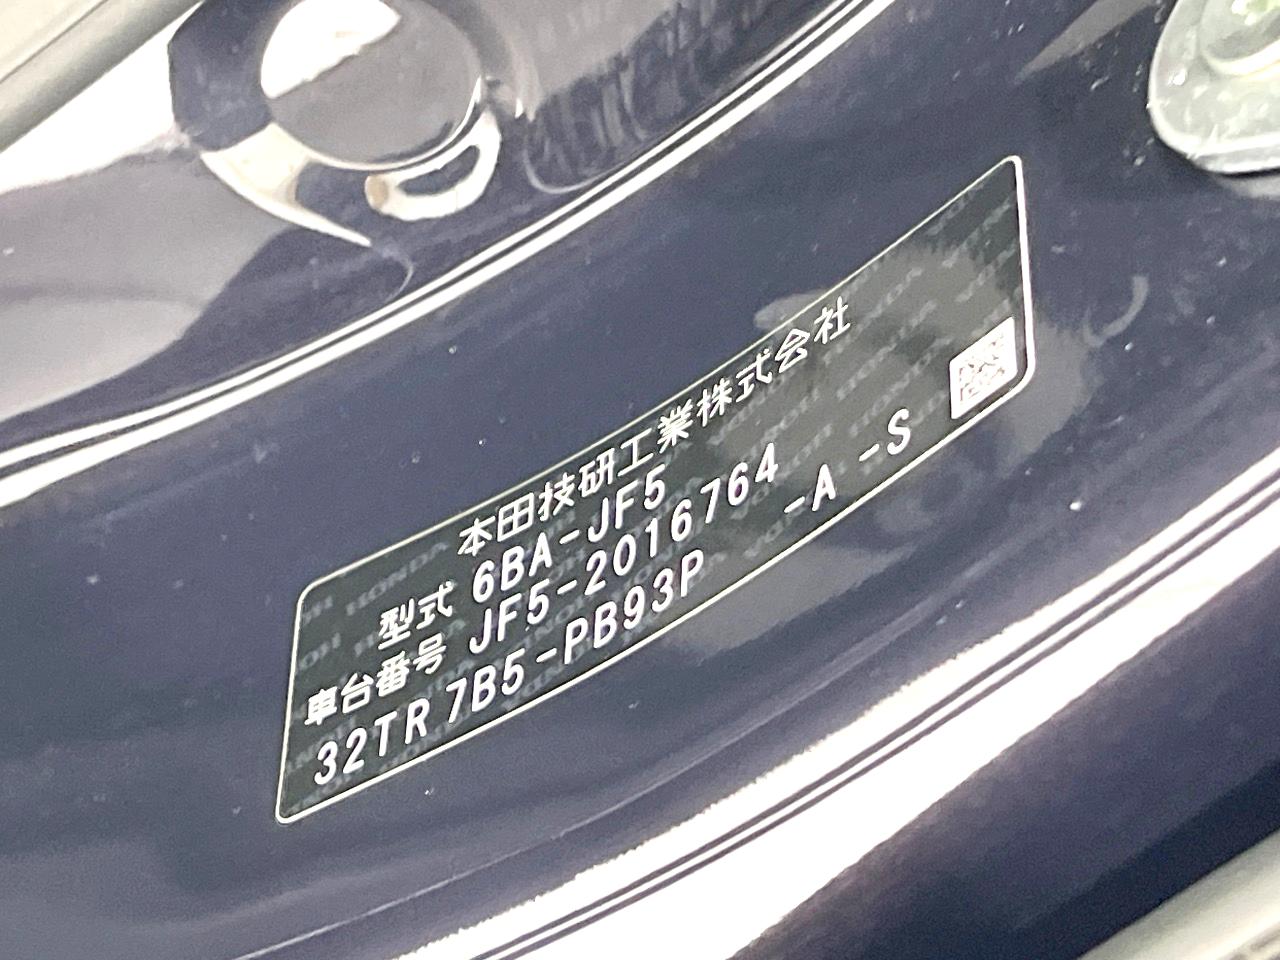 本田技研工業株式会社
型式 6BA-JF5
車台番号 JF5-2016764
32TR 7B5-PB93P -A -S